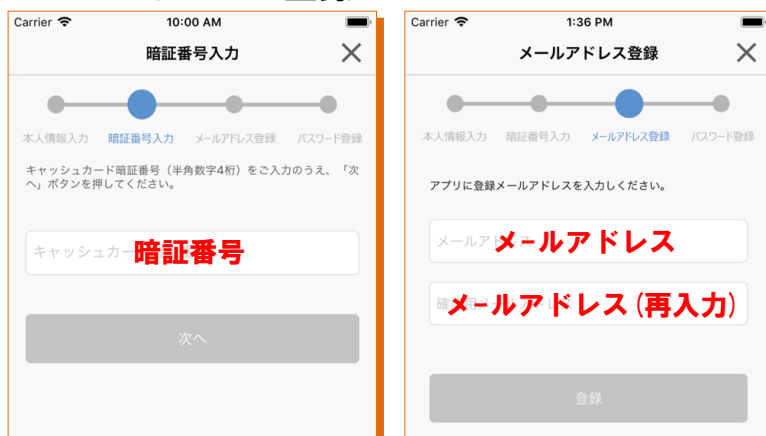 Carrier
10:00 AM
暗証番号入力
本人情報入力
暗証番号入力
メールアドレス登録
パスワード登録
キャッシュカード暗証番号（半角数字4桁）をご入力のうえ、「次
へ」ボタンを押してください。
キャッシュカー
暗証番号
次へ
Carrier
1:36 PM
メールアドレス登録
本人情報入力
暗証番号入力
メールアドレス登録
パスワード登録
アプリに登録メールアドレスを入力しください。
メールアドレス
メールアドレス(再入力)
登録